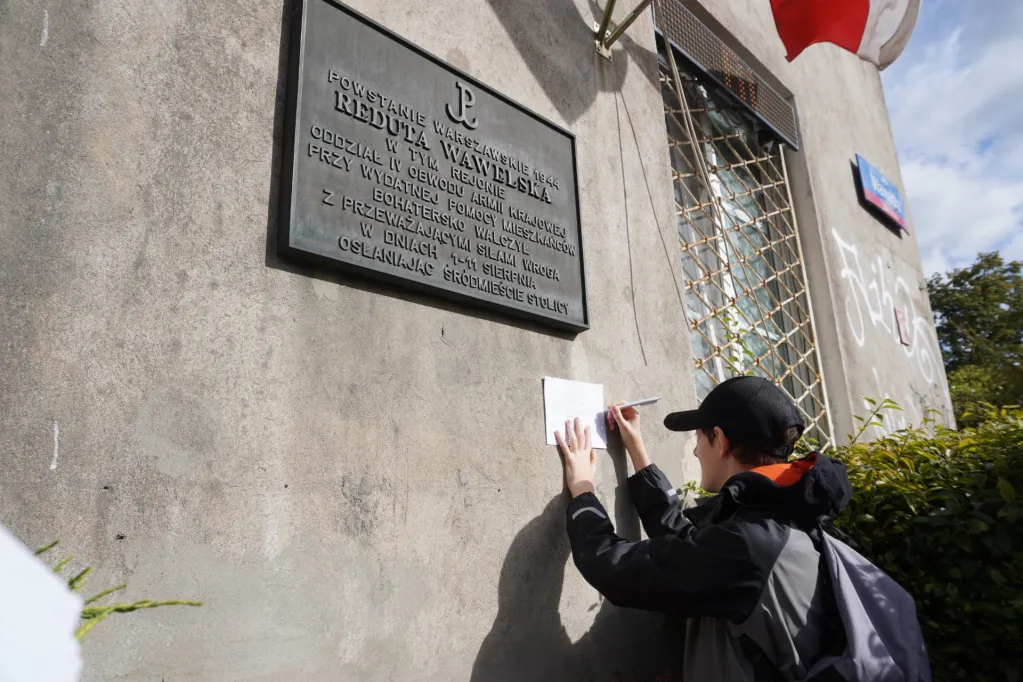 POWSTANIE WARSZAWSKIE 1944
REDUTA WAWELSKA
W TYM REJONIE
ODDZIAŁ IV OBWODU ARMII KRAJOWEJ
PRZY WYDATNEJ POMOCY MIESZKAŃCÓW
BOHATERSKO WALCZYŁ
Z PRZEWAŻAJĄCYMI SIŁAMI WROGA
W DNIACH 1-11 SIERPNIA
OSŁANIAJĄC ŚRÓDMIEŚCIE STOLICY
Wawelska